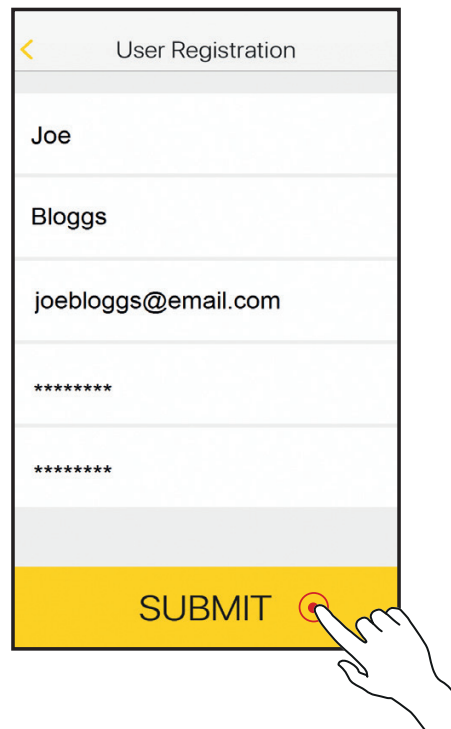 User Registration
Joe
Bloggs
joebloggs@email.com
********
********
SUBMIT